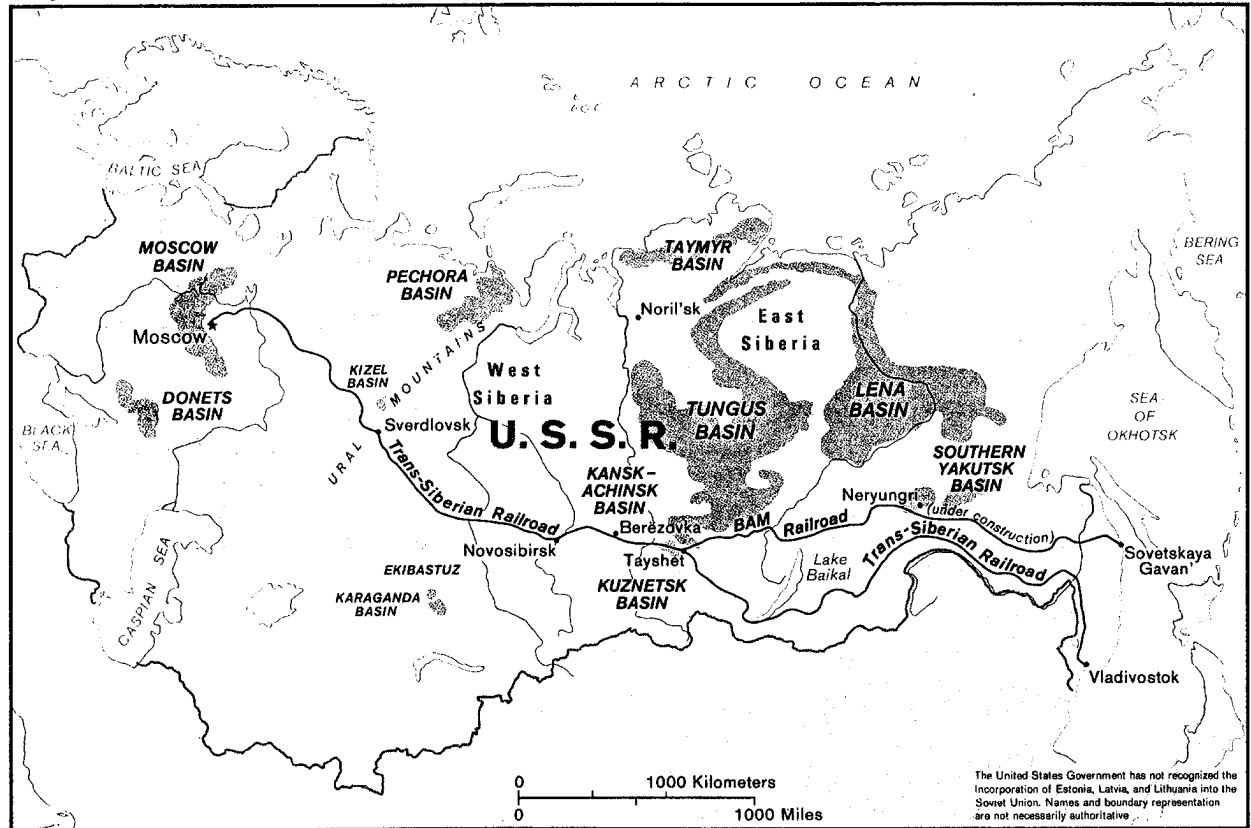 ARCTIC OCEAN
BALTIC SEA
BERING
SEA
MOSCOW
BASIN
PECHORA
BASIN
TAYMYR
BASIN
Noril'sk
East
Siberia
Moscow
KIZEL
BASIN
URAL MOUNTAINS
West
Siberia
DONETS
BASIN
BLACK
SEA
Sverdlovsk
U. S. S. R.
TUNGUS
BASIN
LENA
BASIN
SEA
OF
OKHOTSK
SOUTHERN
YAKUTSK
BASIN
KANSK-
ACHINSK
BASIN
Neryungri
Trans-Siberian Railroad
Berezovka
BAM Railroad (under construction)
Novosibirsk
Tayshet
Lake
Baikal
Trans-Siberian Railroad
Sovetskaya
Gavan'
CASPIAN SEA
EKIBASTUZ
KARAGANDA
BASIN
KUZNETSK
BASIN
Vladivostok
0 1000 Kilometers
0 1000 Miles
The United States Government has not recognized the
Incorporation of Estonia, Latvia, and Lithuania into the
Soviet Union. Names and boundary representation
are not necessarily authoritative